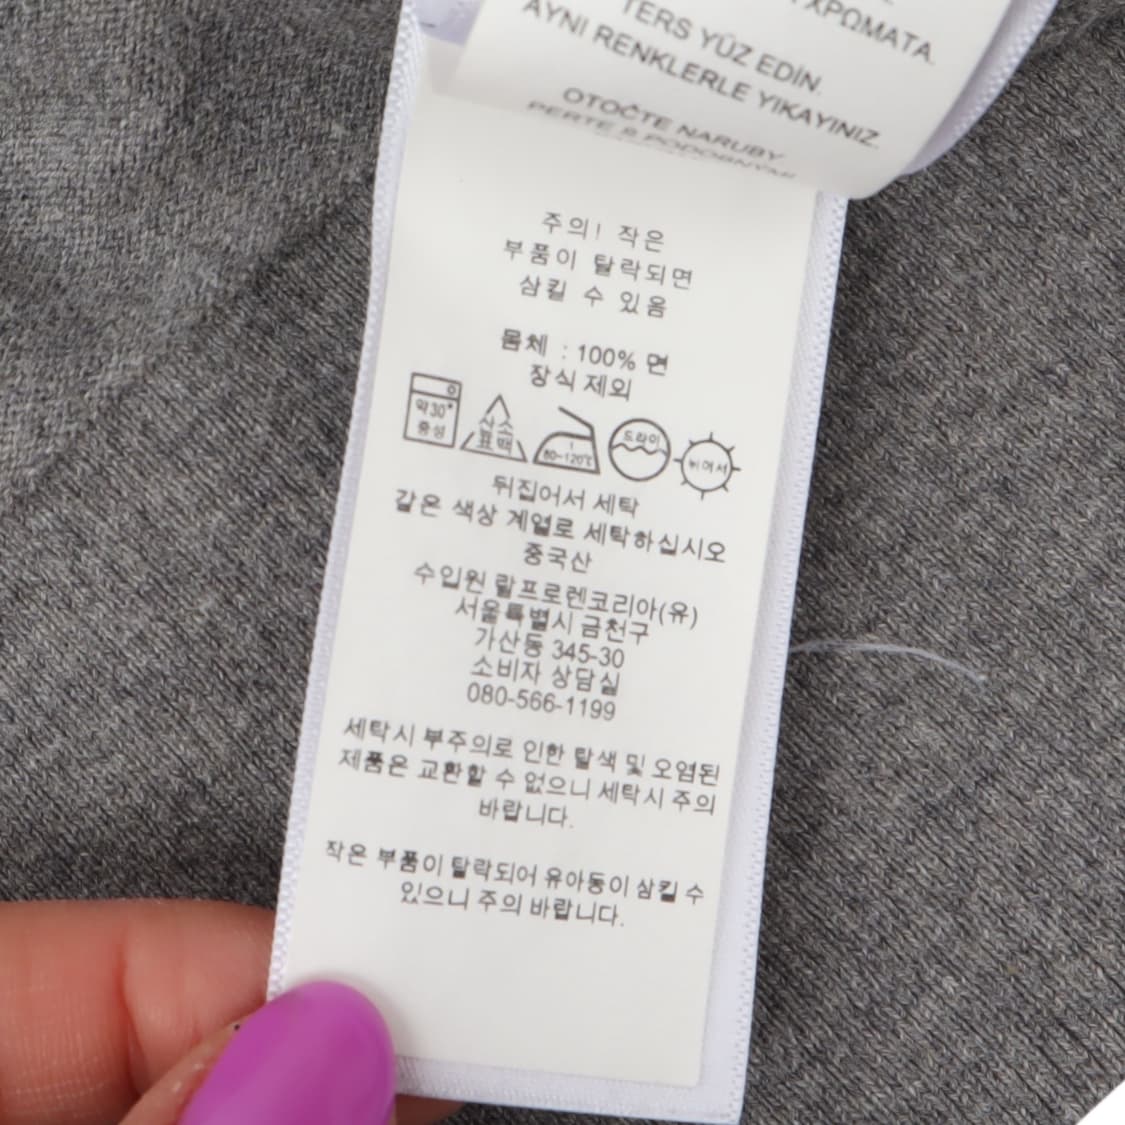 ΧΡΩΜΑΤΑ.
TERS YÜZ EDİN.
AYNI RENKLERLE YIKAYINIZ.
OTOČTE NARUBY
PERTE S PODOBNÝMI
주의! 작은
부품이 탈락되면
삼킬 수 있음
몸체 : 100% 면
장식 제외
약30°
중성
산소
표백
80~120℃
드라이
뉘어서
뒤집어서 세탁
같은 색상 계열로 세탁하십시오
중국산
수입원 랄프로렌코리아(유)
서울특별시 금천구
가산동 345-30
소비자 상담실
080-566-1199
세탁시 부주의로 인한 탈색 및 오염된
제품은 교환할 수 없으니 세탁시 주의
바랍니다.
작은 부품이 탈락되어 유아동이 삼킬 수
있으니 주의 바랍니다.